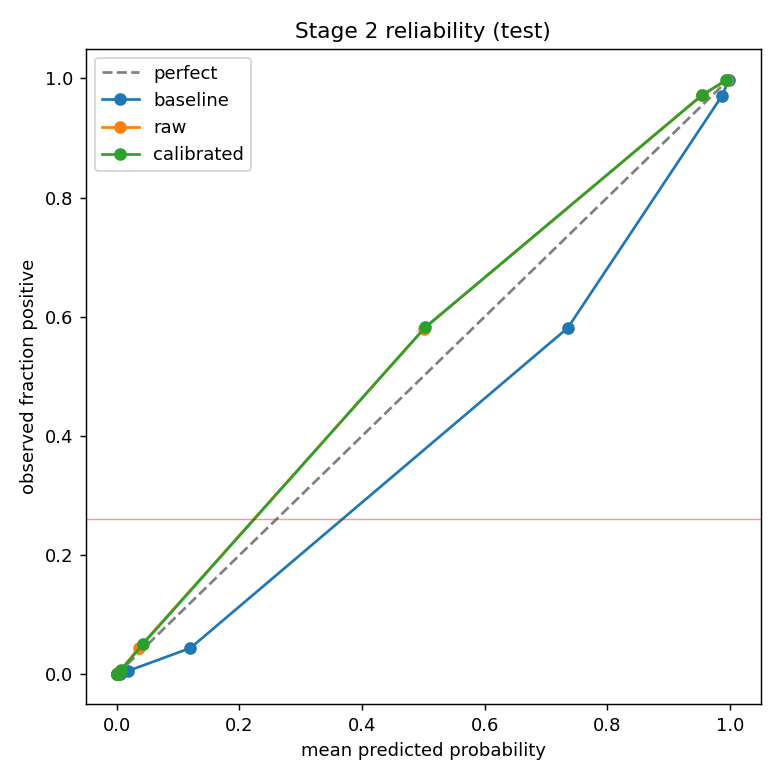 Stage 2 reliability (test)
perfect
baseline
raw
calibrated
1.0
0.8
0.6
0.4
0.2
0.0
observed fraction positive
0.0 0.2 0.4 0.6 0.8 1.0
mean predicted probability